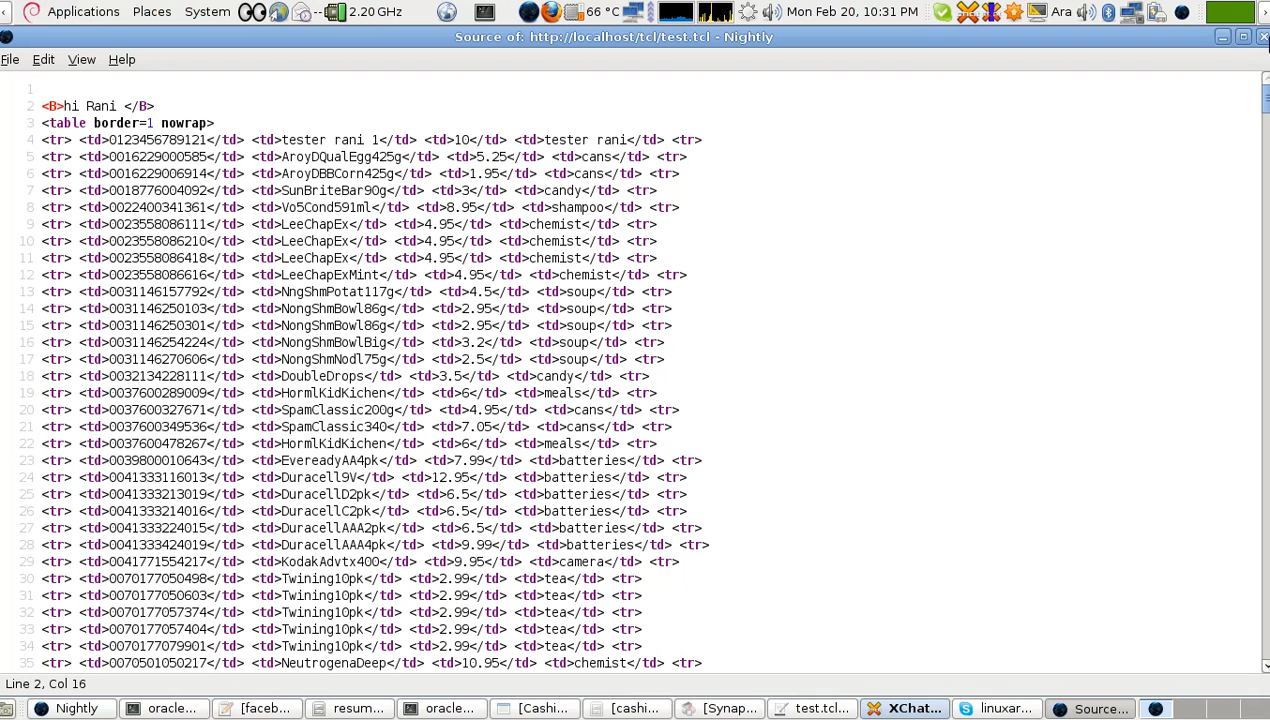 Applications Places System 2.20 GHz 66 °C Mon Feb 20, 10:31 PM Ara
Source of: http://localhost/tcl/test.tcl - Nightly
File Edit View Help
1
2 <B>hi Rani </B>
3 <table border=1 nowrap>
4 <tr> <td>0123456789121</td> <td>tester rani 1</td> <td>10</td> <td>tester rani</td> <tr>
5 <tr> <td>0016229000585</td> <td>AroyDQualEgg425g</td> <td>5.25</td> <td>cans</td> <tr>
6 <tr> <td>0016229006914</td> <td>AroyDBBCorn425g</td> <td>1.95</td> <td>cans</td> <tr>
7 <tr> <td>0018776004092</td> <td>SunBriteBar90g</td> <td>3</td> <td>candy</td> <tr>
8 <tr> <td>0022400341361</td> <td>Vo5Cond591ml</td> <td>8.95</td> <td>shampoo</td> <tr>
9 <tr> <td>0023558086111</td> <td>LeeChapEx</td> <td>4.95</td> <td>chemist</td> <tr>
10 <tr> <td>0023558086210</td> <td>LeeChapEx</td> <td>4.95</td> <td>chemist</td> <tr>
11 <tr> <td>0023558086418</td> <td>LeeChapEx</td> <td>4.95</td> <td>chemist</td> <tr>
12 <tr> <td>0023558086616</td> <td>LeeChapExMint</td> <td>4.95</td> <td>chemist</td> <tr>
13 <tr> <td>0031146157792</td> <td>NngShmPotat117g</td> <td>4.5</td> <td>soup</td> <tr>
14 <tr> <td>0031146250103</td> <td>NongShmBowl86g</td> <td>2.95</td> <td>soup</td> <tr>
15 <tr> <td>0031146250301</td> <td>NongShmBowl86g</td> <td>2.95</td> <td>soup</td> <tr>
16 <tr> <td>0031146254224</td> <td>NongShmBowlBig</td> <td>3.2</td> <td>soup</td> <tr>
17 <tr> <td>0031146270606</td> <td>NongShmNodl75g</td> <td>2.5</td> <td>soup</td> <tr>
18 <tr> <td>0032134228111</td> <td>DoubleDrops</td> <td>3.5</td> <td>candy</td> <tr>
19 <tr> <td>0037600289009</td> <td>HormlKidKichen</td> <td>6</td> <td>meals</td> <tr>
20 <tr> <td>0037600327671</td> <td>SpamClassic200g</td> <td>4.95</td> <td>cans</td> <tr>
21 <tr> <td>0037600349536</td> <td>SpamClassic340</td> <td>7.05</td> <td>cans</td> <tr>
22 <tr> <td>0037600478267</td> <td>HormlKidKichen</td> <td>6</td> <td>meals</td> <tr>
23 <tr> <td>0039800010643</td> <td>EvereadyAA4pk</td> <td>7.99</td> <td>batteries</td> <tr>
24 <tr> <td>0041333116013</td> <td>Duracell9V</td> <td>12.95</td> <td>batteries</td> <tr>
25 <tr> <td>0041333213019</td> <td>DuracellD2pk</td> <td>6.5</td> <td>batteries</td> <tr>
26 <tr> <td>0041333214016</td> <td>DuracellC2pk</td> <td>6.5</td> <td>batteries</td> <tr>
27 <tr> <td>0041333224015</td> <td>DuracellAAA2pk</td> <td>6.5</td> <td>batteries</td> <tr>
28 <tr> <td>0041333424019</td> <td>DuracellAAA4pk</td> <td>9.99</td> <td>batteries</td> <tr>
29 <tr> <td>0041771554217</td> <td>KodakAdvtx400</td> <td>9.95</td> <td>camera</td> <tr>
30 <tr> <td>0070177050498</td> <td>Twining10pk</td> <td>2.99</td> <td>tea</td> <tr>
31 <tr> <td>0070177050603</td> <td>Twining10pk</td> <td>2.99</td> <td>tea</td> <tr>
32 <tr> <td>0070177057374</td> <td>Twining10pk</td> <td>2.99</td> <td>tea</td> <tr>
33 <tr> <td>0070177057404</td> <td>Twining10pk</td> <td>2.99</td> <td>tea</td> <tr>
34 <tr> <td>0070177079901</td> <td>Twining10pk</td> <td>2.99</td> <td>tea</td> <tr>
35 <tr> <td>0070501050217</td> <td>NeutrogenaDeep</td> <td>10.95</td> <td>chemist</td> <tr>
Line 2, Col 16
Nightly oracle... [faceb... resum... oracle... [Cashi... [cashi... [Synap... test.tcl... XChat... linuxar... Source...